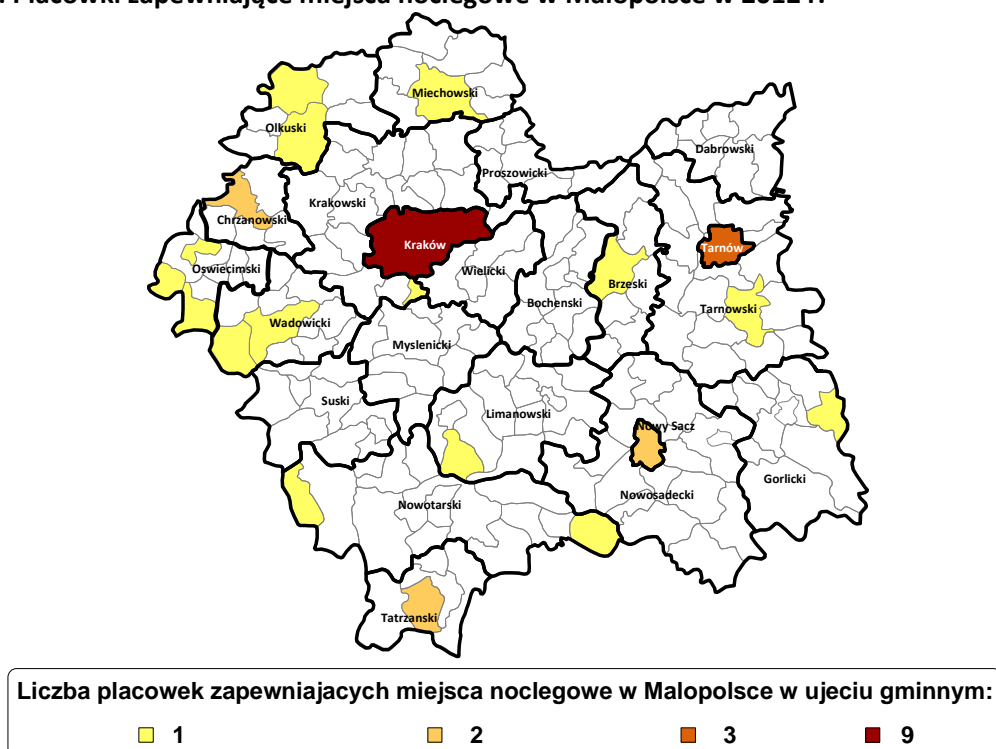 Placówki zapewniające miejsca noclegowe w Małopolsce w 2012 r.
Miechowski
Olkuski
Dabrowski
Proszowicki
Krakowski
Chrzanowski
Kraków
Tarnów
Oswiecimski
Wielicki
Brzeski
Bochenski
Tarnowski
Wadowicki
Myslenicki
Suski
Limanowski
Nowy Sacz
Gorlicki
Nowosadecki
Nowotarski
Tatrzanski
Liczba placowek zapewniajacych miejsca noclegowe w Malopolsce w ujeciu gminnym:
1 2 3 9